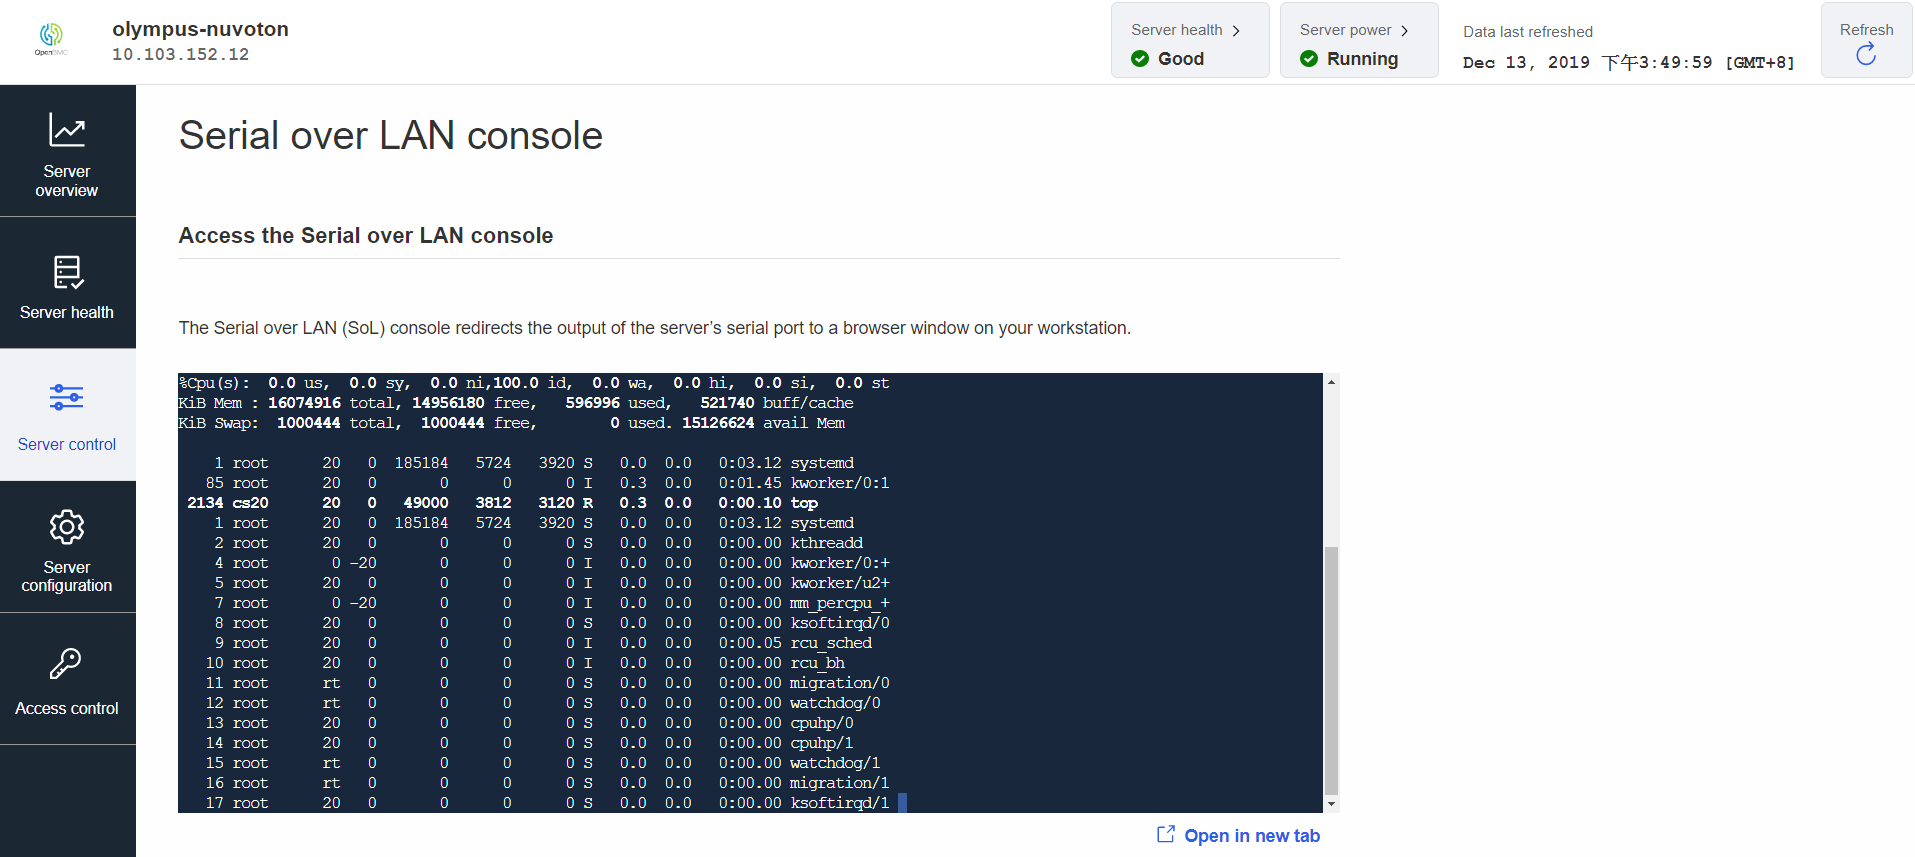 OpenBMC
olympus-nuvoton
10.103.152.12
Server health
Good
Server power
Running
Data last refreshed
Dec 13, 2019 下午3:49:59 [GMT+8]
Refresh
Server
overview
Server health
Server control
Server
configuration
Access control
Serial over LAN console
Access the Serial over LAN console
The Serial over LAN (SoL) console redirects the output of the server’s serial port to a browser window on your workstation.
%Cpu(s):  0.0 us,  0.0 sy,  0.0 ni,100.0 id,  0.0 wa,  0.0 hi,  0.0 si,  0.0 st
KiB Mem : 16074916 total, 14956180 free,   596996 used,   521740 buff/cache
KiB Swap:  1000444 total,  1000444 free,        0 used. 15126624 avail Mem
    1 root      20   0  185184   5724   3920 S   0.0  0.0   0:03.12 systemd
   85 root      20   0       0      0      0 I   0.3  0.0   0:01.45 kworker/0:1
 2134 cs20      20   0   49000   3812   3120 R   0.3  0.0   0:00.10 top
    1 root      20   0  185184   5724   3920 S   0.0  0.0   0:03.12 systemd
    2 root      20   0       0      0      0 S   0.0  0.0   0:00.00 kthreadd
    4 root       0 -20       0      0      0 I   0.0  0.0   0:00.00 kworker/0:+
    5 root      20   0       0      0      0 I   0.0  0.0   0:00.00 kworker/u2+
    7 root       0 -20       0      0      0 I   0.0  0.0   0:00.00 mm_percpu_+
    8 root      20   0       0      0      0 S   0.0  0.0   0:00.00 ksoftirqd/0
    9 root      20   0       0      0      0 I   0.0  0.0   0:00.05 rcu_sched
   10 root      20   0       0      0      0 I   0.0  0.0   0:00.00 rcu_bh
   11 root      rt   0       0      0      0 S   0.0  0.0   0:00.00 migration/0
   12 root      rt   0       0      0      0 S   0.0  0.0   0:00.00 watchdog/0
   13 root      20   0       0      0      0 S   0.0  0.0   0:00.00 cpuhp/0
   14 root      20   0       0      0      0 S   0.0  0.0   0:00.00 cpuhp/1
   15 root      rt   0       0      0      0 S   0.0  0.0   0:00.00 watchdog/1
   16 root      rt   0       0      0      0 S   0.0  0.0   0:00.00 migration/1
   17 root      20   0       0      0      0 S   0.0  0.0   0:00.00 ksoftirqd/1
Open in new tab